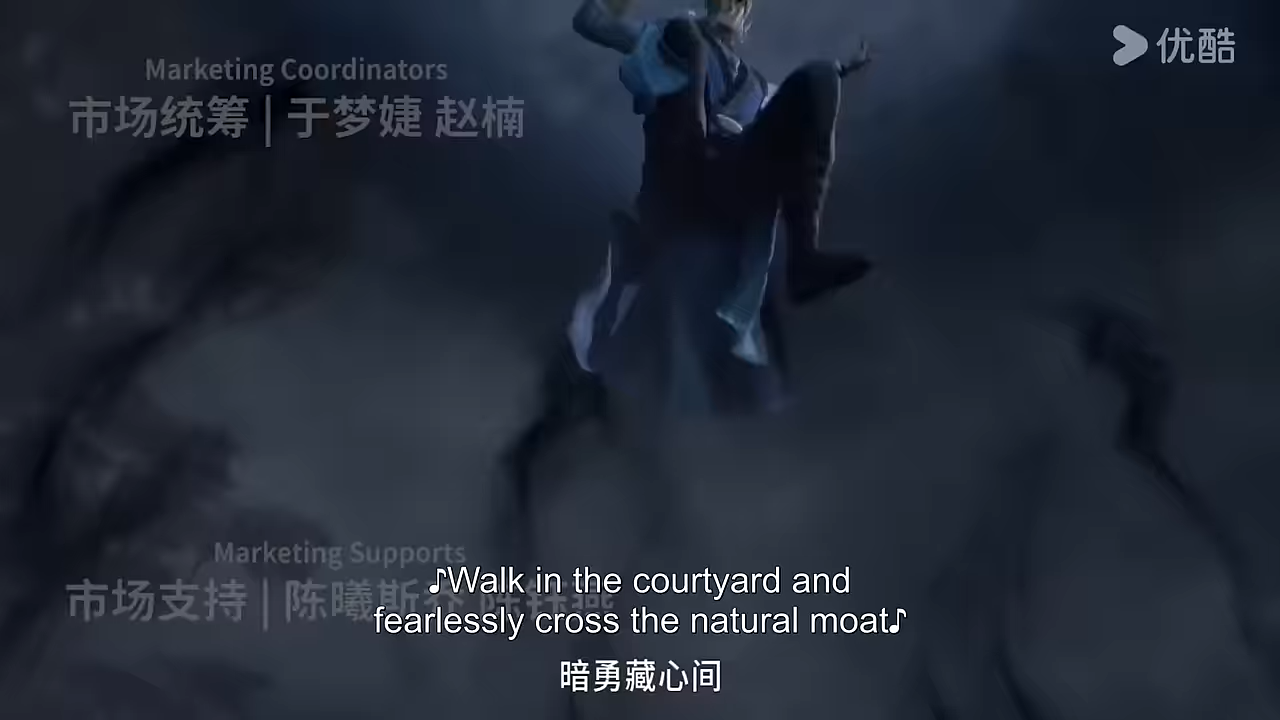 优酷
Marketing Coordinators
市场统筹 | 于梦婕 赵楠
Marketing Supports
市场支持 | 陈曦斯
♪Walk in the courtyard and
fearlessly cross the natural moat♪
暗勇藏心间